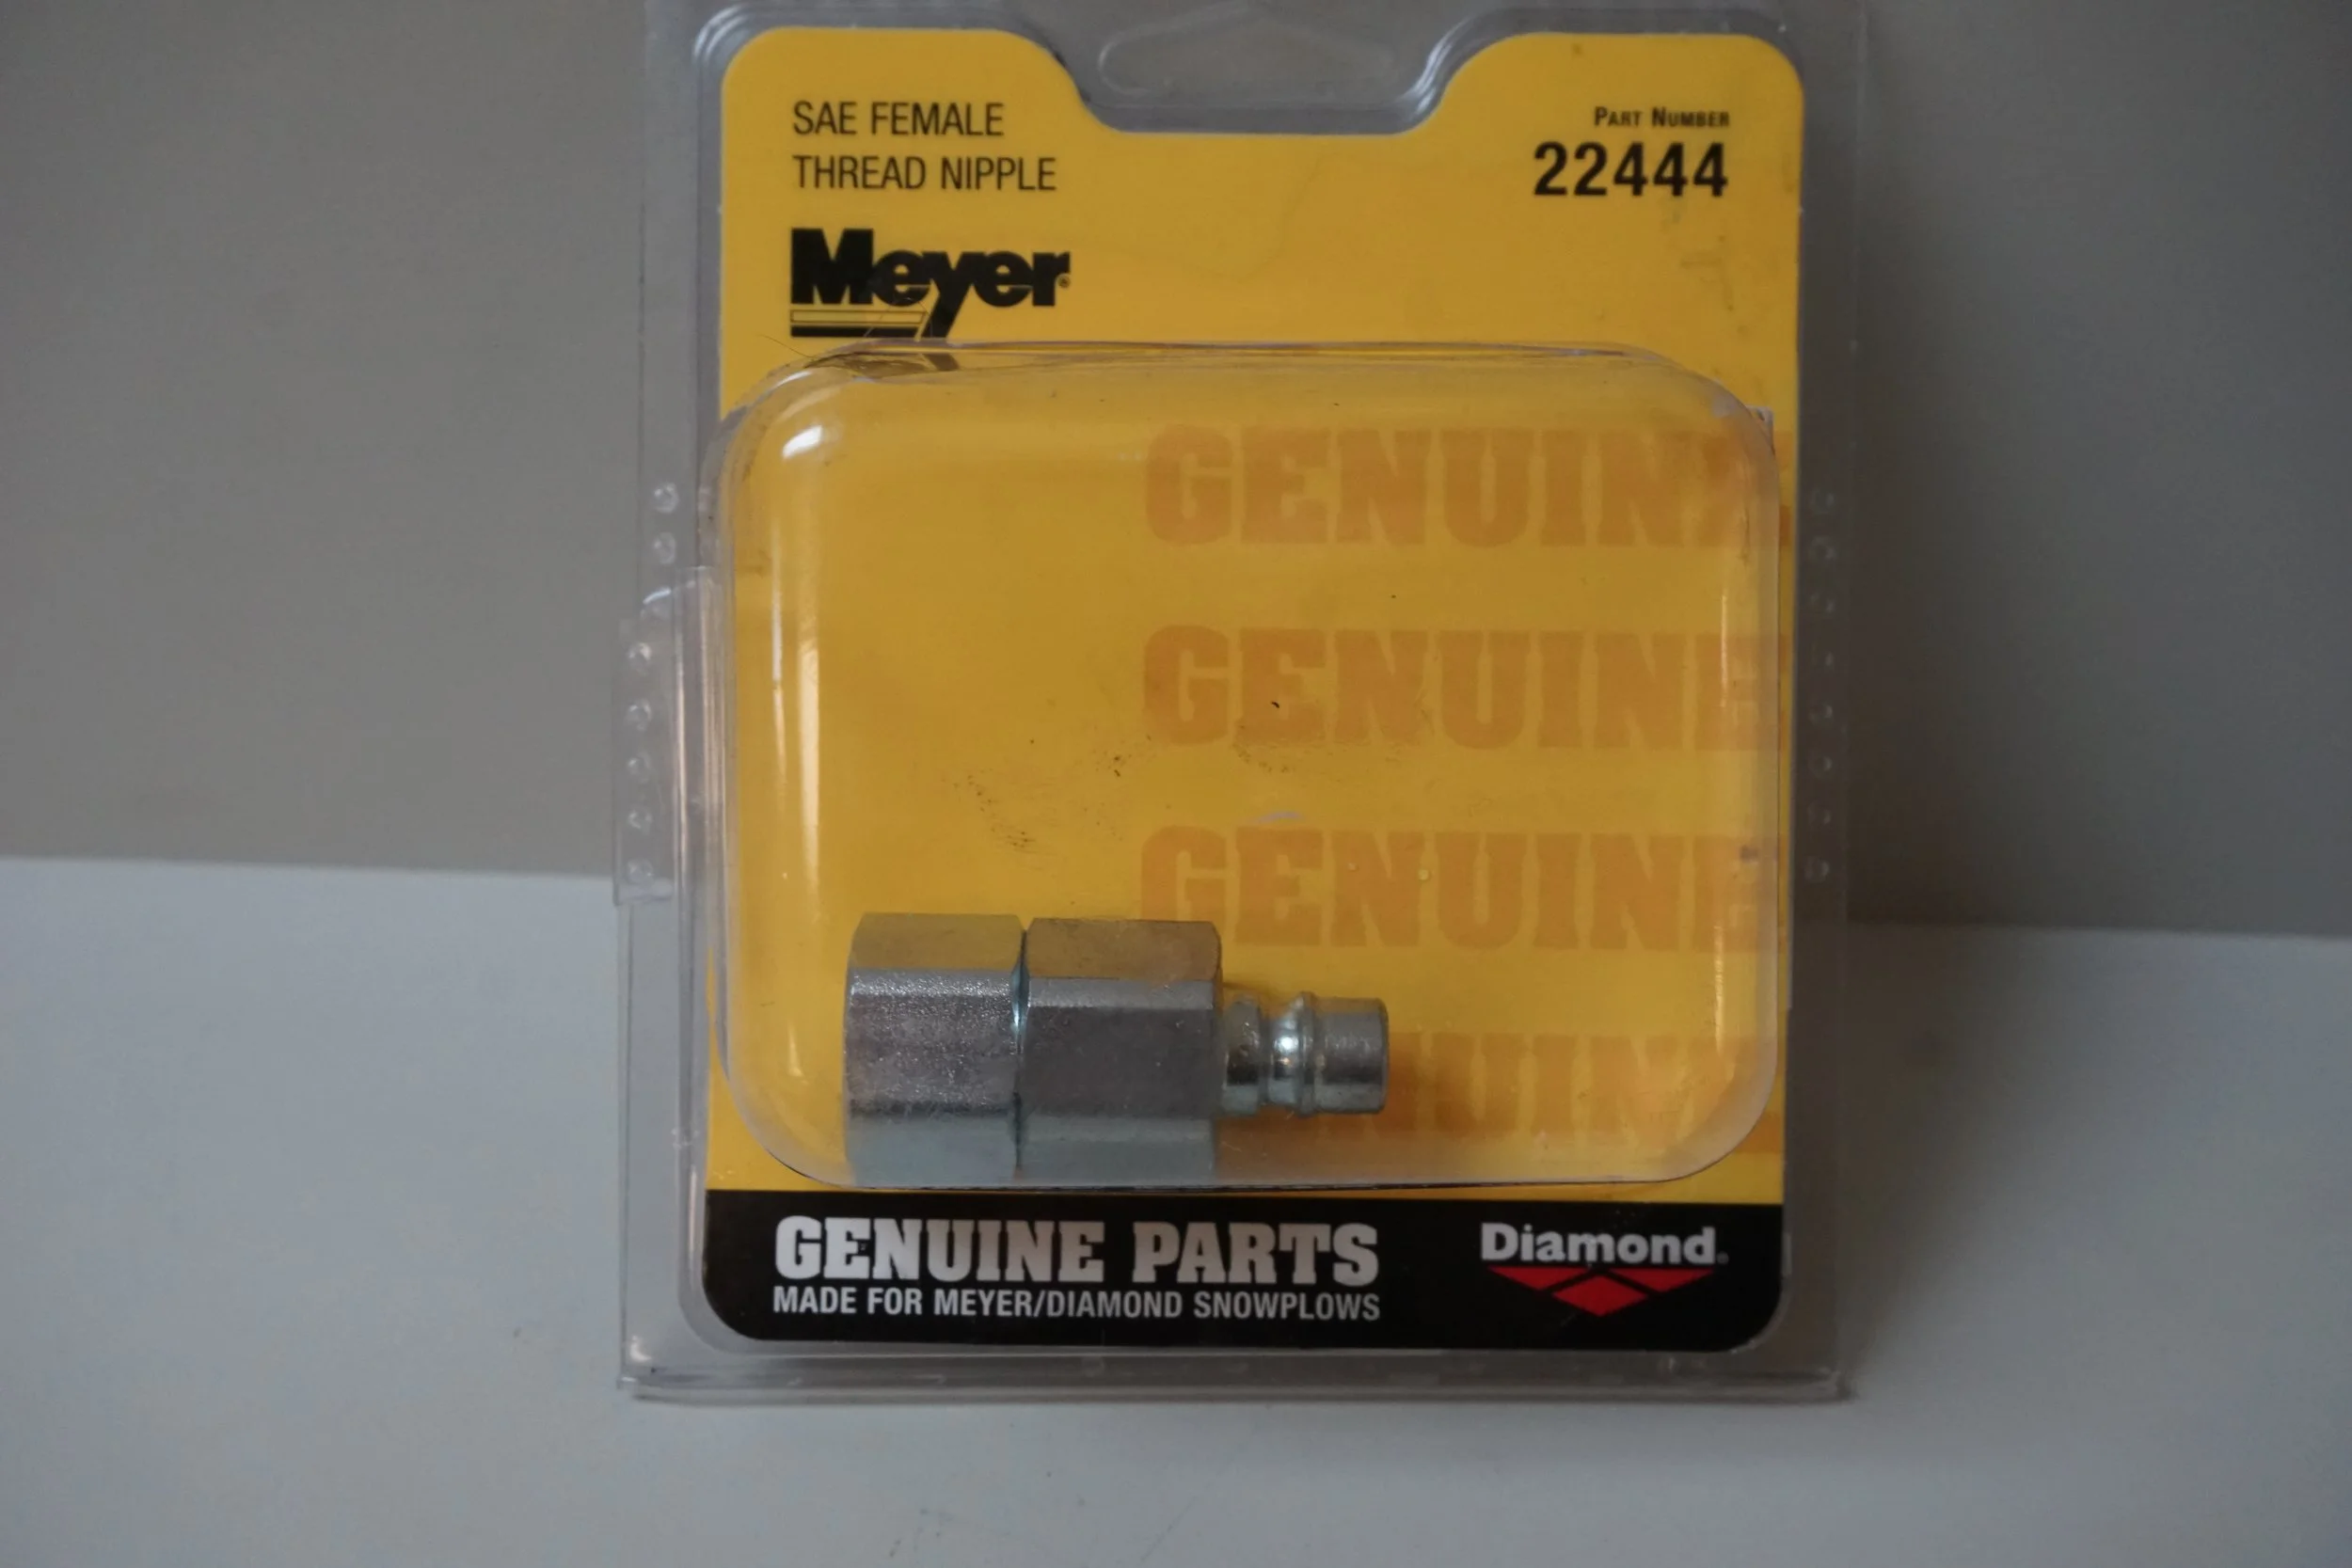 SAE FEMALE
THREAD NIPPLE
PART NUMBER
22444
Meyer®
GENUINE
GENUINE
GENUINE
GENUINE PARTS
MADE FOR MEYER/DIAMOND SNOWPLOWS
Diamond®